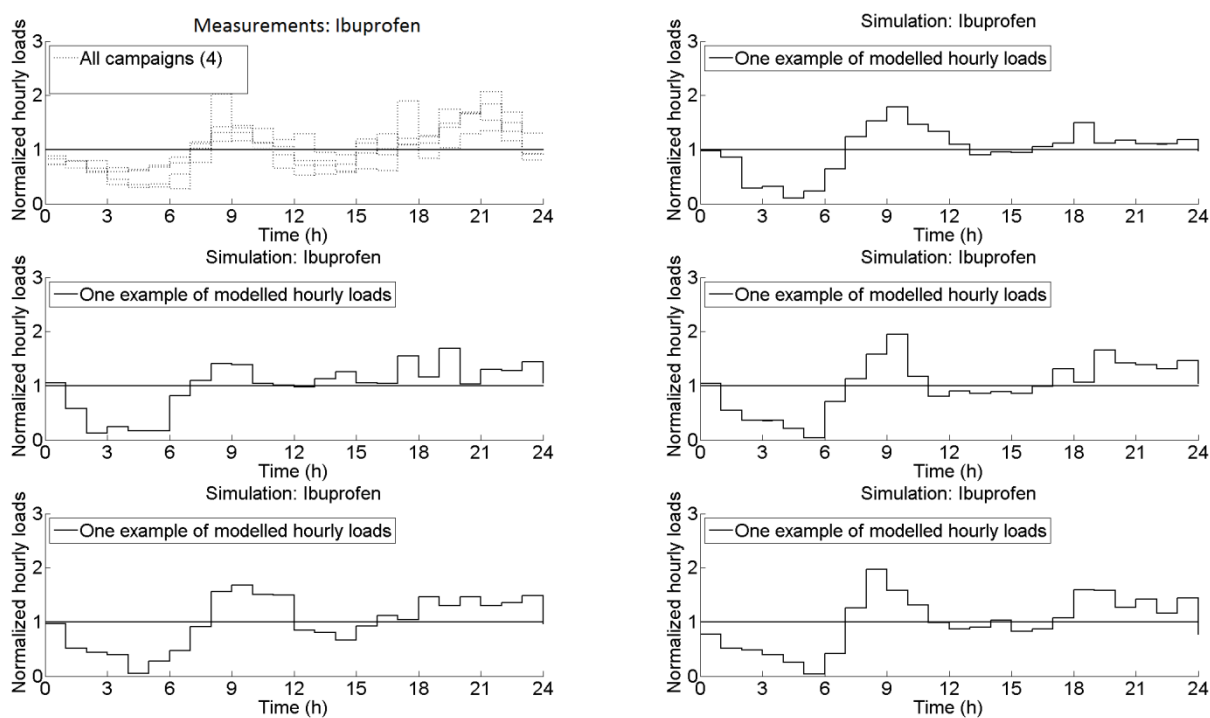 Measurements: Ibuprofen
Normalized hourly loads
3
2
1
0
All campaigns (4)
0 3 6 9 12 15 18 21 24
Time (h)
Simulation: Ibuprofen
Normalized hourly loads
3
2
1
0
One example of modelled hourly loads
0 3 6 9 12 15 18 21 24
Time (h)
Simulation: Ibuprofen
Normalized hourly loads
3
2
1
0
One example of modelled hourly loads
0 3 6 9 12 15 18 21 24
Time (h)
Simulation: Ibuprofen
Normalized hourly loads
3
2
1
0
One example of modelled hourly loads
0 3 6 9 12 15 18 21 24
Time (h)
Simulation: Ibuprofen
Normalized hourly loads
3
2
1
0
One example of modelled hourly loads
0 3 6 9 12 15 18 21 24
Time (h)
Simulation: Ibuprofen
Normalized hourly loads
3
2
1
0
One example of modelled hourly loads
0 3 6 9 12 15 18 21 24
Time (h)